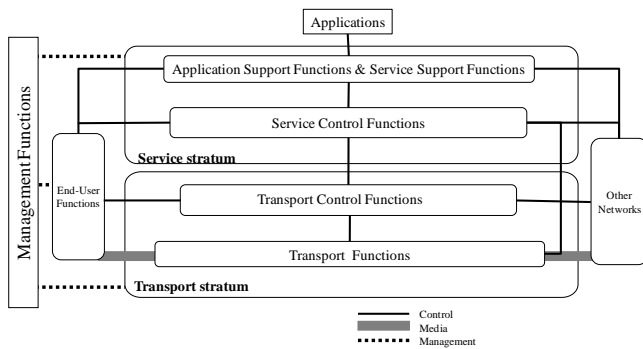 Applications
Application Support Functions & Service Support Functions
Service Control Functions
Service stratum
Management Functions
End-User
Functions
Transport Control Functions
Other
Networks
Transport Functions
Transport stratum
Control
Media
Management